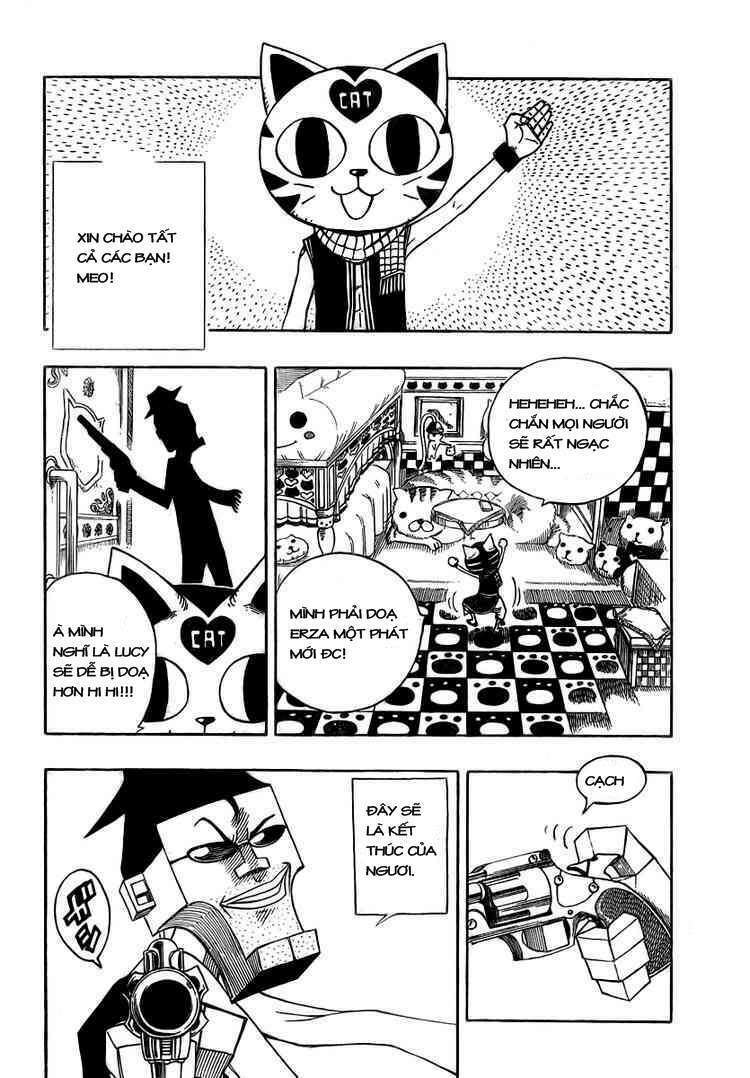 CAT
XIN CHÀO TẤT
CẢ CÁC BẠN!
MEO!
HEHEHEH... CHẮC
CHẮN MỌI NGƯỜI
SẼ RẤT NGẠC
NHIÊN...
MÌNH PHẢI DOẠ
ERZA MỘT PHÁT
MỚI ĐC!
À MÌNH
NGHĨ LÀ LUCY
SẼ DỄ BỊ DOẠ
HƠN HI HI!!!
CAT
CẠCH
ĐÂY SẼ
LÀ KẾT
THÚC CỦA
NGƯƠI.